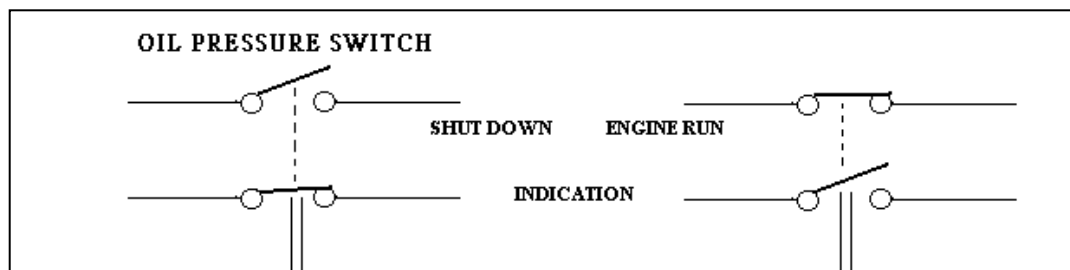 OIL PRESSURE SWITCH
SHUT DOWN
ENGINE RUN
INDICATION